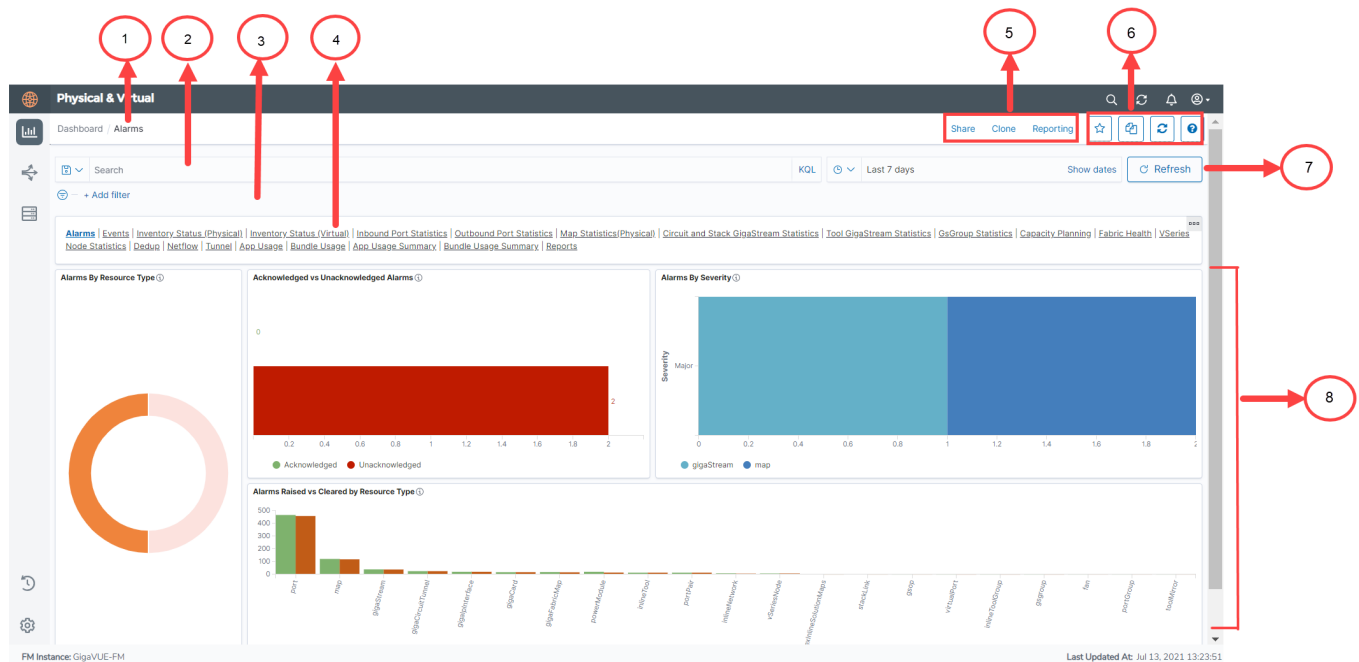 1 2 3 4 5 6
Physical & Virtual
Dashboard / Alarms Share Clone Reporting
Search KQL Last 7 days Show dates Refresh 7
+ Add filter
Alarms | Events | Inventory Status (Physical) | Inventory Status (Virtual) | Inbound Port Statistics | Outbound Port Statistics | Map Statistics(Physical) | Circuit and Stack GigaStream Statistics | Tool GigaStream Statistics | GsGroup Statistics | Capacity Planning | Fabric Health | VSeries
Node Statistics | Dedup | Netflow | Tunnel | App Usage | Bundle Usage | App Usage Summary | Bundle Usage Summary | Reports
Alarms By Resource Type
Acknowledged vs Unacknowledged Alarms
0
2
0.2 0.4 0.6 0.8 1 1.2 1.4 1.6 1.8 2
Acknowledged Unacknowledged
Alarms By Severity
Severity
Major
0 0.2 0.4 0.6 0.8 1 1.2 1.4 1.6 1.8 2
gigaStream map
8
Alarms Raised vs Cleared by Resource Type
500
400
300
200
100
0
port map gigaStream gigaCircuitTunnel gigaIpInterface gigaCard gigaFabricMap powerModule inlineTool portPair inlineNetwork vSeriesNode stackLink gsop virtualPort inlineToolGroup gsgroup fan portGroup toolMirror
FM Instance: GigaVUE-FM Last Updated At: Jul 13, 2021 13:23:51